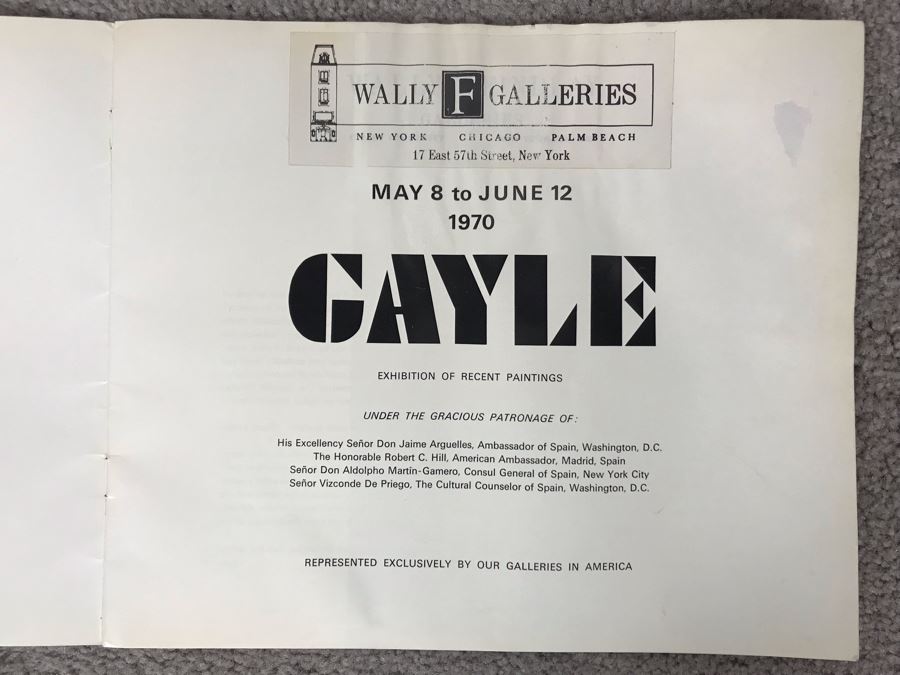 WALLY F GALLERIES
NEW YORK CHICAGO PALM BEACH
17 East 57th Street, New York
MAY 8 to JUNE 12
1970
GAYLE
EXHIBITION OF RECENT PAINTINGS
UNDER THE GRACIOUS PATRONAGE OF:
His Excellency Señor Don Jaime Arguelles, Ambassador of Spain, Washington, D.C.
The Honorable Robert C. Hill, American Ambassador, Madrid, Spain
Señor Don Aldolpho Martin-Gamero, Consul General of Spain, New York City
Señor Vizconde De Priego, The Cultural Counselor of Spain, Washington, D.C.
REPRESENTED EXCLUSIVELY BY OUR GALLERIES IN AMERICA